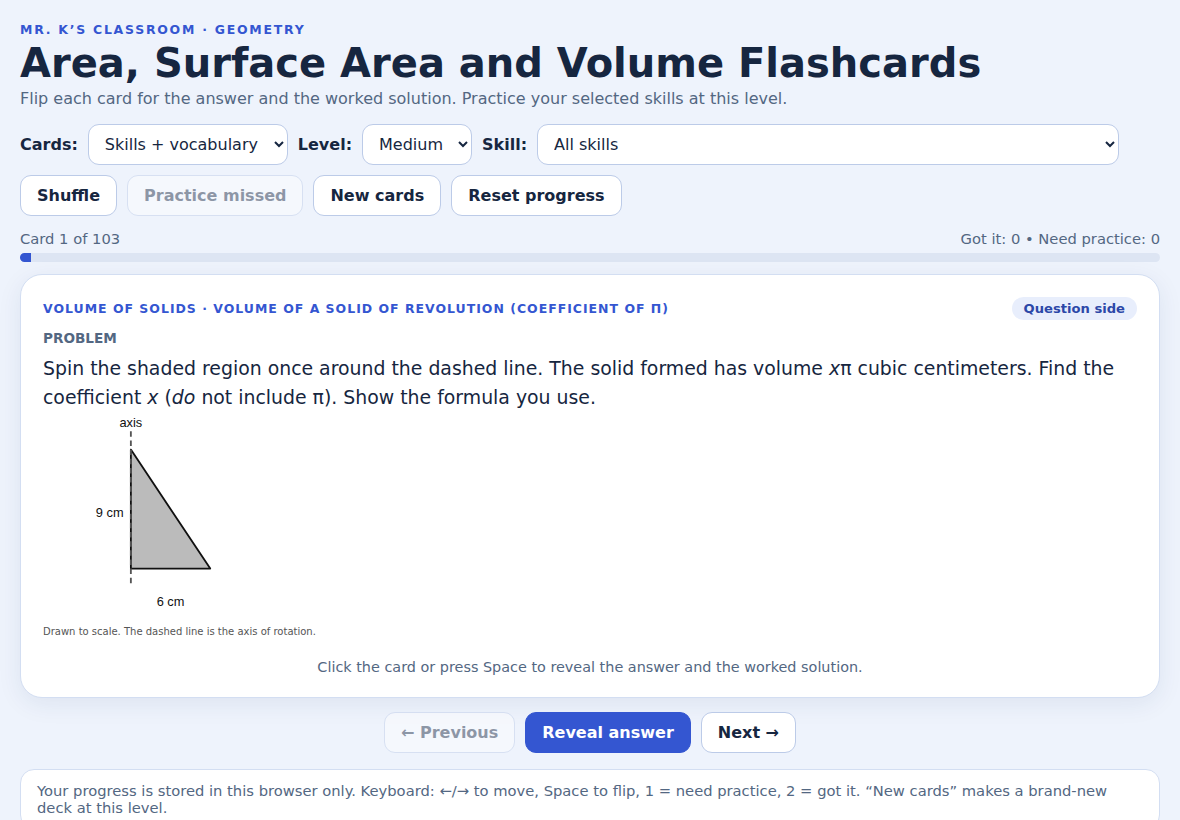 MR. K’S CLASSROOM · GEOMETRY
Area, Surface Area and Volume Flashcards
Flip each card for the answer and the worked solution. Practice your selected skills at this level.
Cards: Skills + vocabulary Level: Medium Skill: All skills
Shuffle Practice missed New cards Reset progress
Card 1 of 103 Got it: 0 • Need practice: 0
VOLUME OF SOLIDS · VOLUME OF A SOLID OF REVOLUTION (COEFFICIENT OF Π) Question side
PROBLEM
Spin the shaded region once around the dashed line. The solid formed has volume xπ cubic centimeters. Find the
coefficient x (do not include π). Show the formula you use.
axis
9 cm
6 cm
Drawn to scale. The dashed line is the axis of rotation.
Click the card or press Space to reveal the answer and the worked solution.
← Previous Reveal answer Next →
Your progress is stored in this browser only. Keyboard: ←/→ to move, Space to flip, 1 = need practice, 2 = got it. “New cards” makes a brand-new
deck at this level.